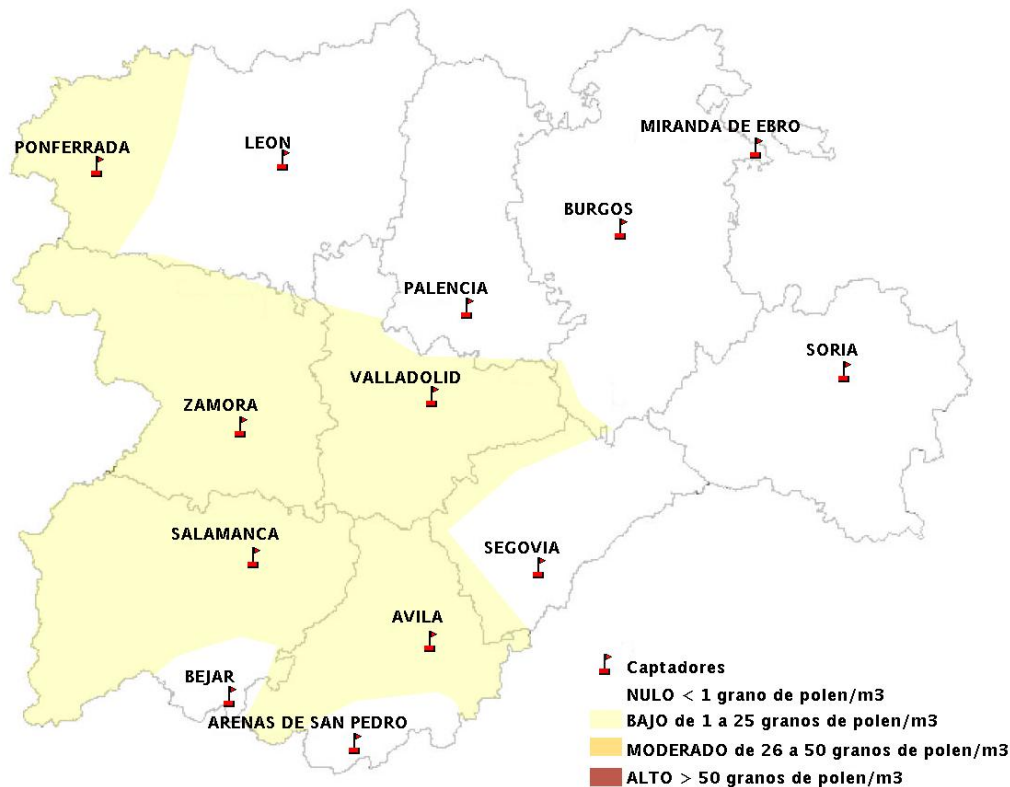 MIRANDA DE EBRO
PONFERRADA
LEON
BURGOS
PALENCIA
SORIA
VALLADOLID
ZAMORA
SALAMANCA
SEGOVIA
AVILA
BEJAR
ARENAS DE SAN PEDRO
Captadores
NULO < 1 grano de polen/m3
BAJO de 1 a 25 granos de polen/m3
MODERADO de 26 a 50 granos de polen/m3
ALTO > 50 granos de polen/m3